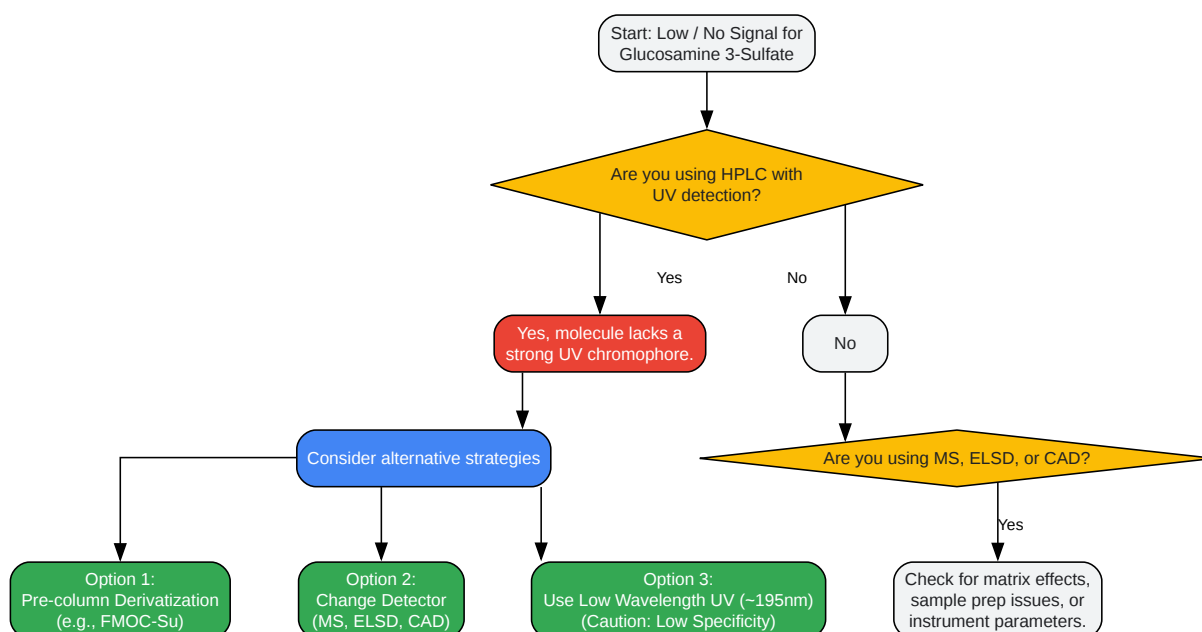 Start: Low / No Signal for
Glucosamine 3-Sulfate
Are you using HPLC with
UV detection?
Yes
No
Yes, molecule lacks a
strong UV chromophore.
No
Consider alternative strategies
Are you using MS, ELSD, or CAD?
Yes
Option 1:
Pre-column Derivatization
(e.g., FMOC-Su)
Option 2:
Change Detector
(MS, ELSD, CAD)
Option 3:
Use Low Wavelength UV (~195nm)
(Caution: Low Specificity)
Check for matrix effects,
sample prep issues, or
instrument parameters.